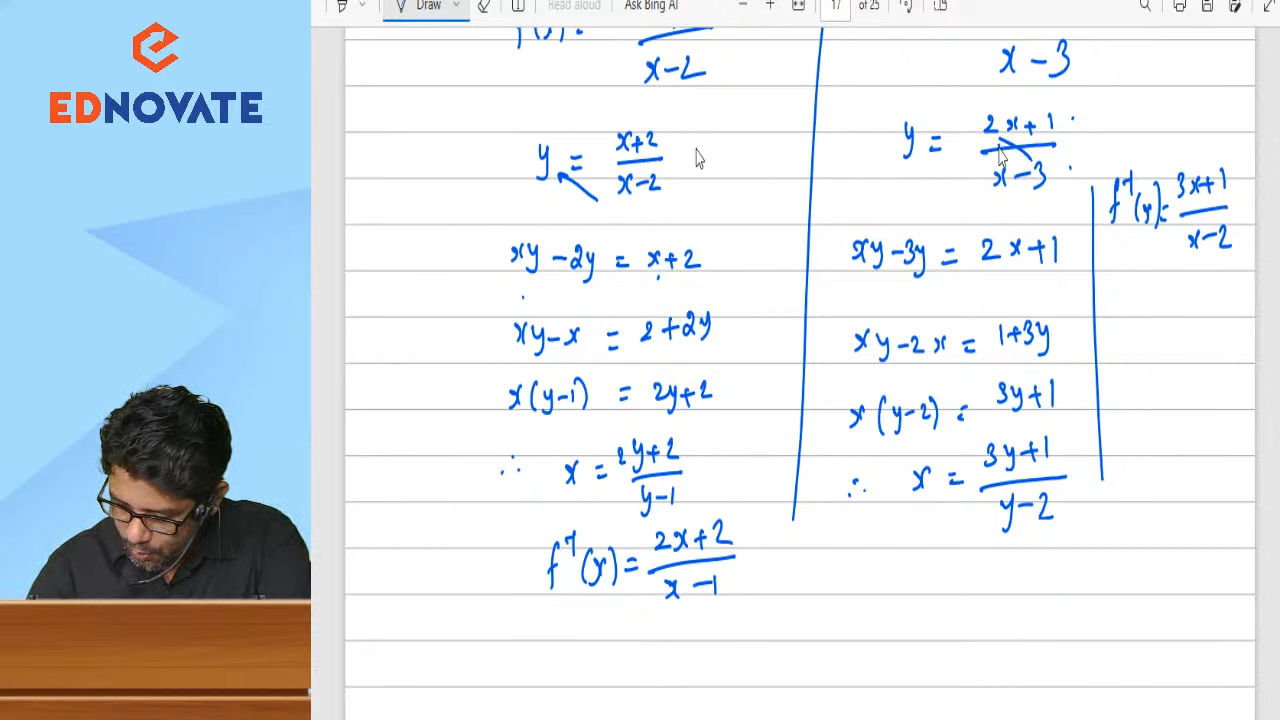 Draw
Read aloud
Ask Bing AI
17 of 25
EDNOVATE
x-2
y = x+2/x-2
xy - 2y = x+2
xy - x = 2+2y
x(y-1) = 2y+2
∴ x = 2y+2/y-1
f⁻¹(x) = 2x+2/x-1
x-3
y = 2x+1/x-3
xy-3y = 2x+1
xy-2x = 1+3y
x(y-2) = 3y+1
∴ x = 3y+1/y-2
f⁻¹(x) = 3x+1/x-2